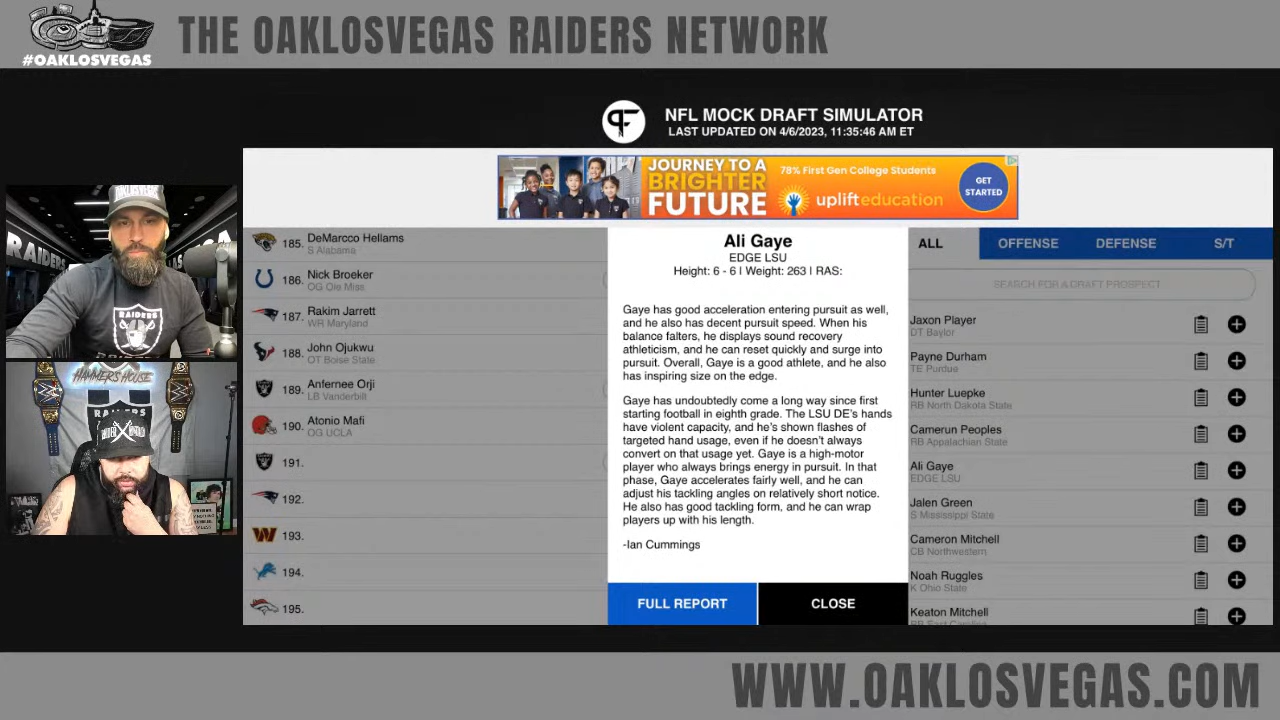 #OAKLOSVEGAS
THE OAKLOSVEGAS RAIDERS NETWORK
NFL MOCK DRAFT SIMULATOR
LAST UPDATED ON 4/6/2023, 11:35:46 AM ET
JOURNEY TO A
BRIGHTER
FUTURE
78% First Gen College Students
uplifteducation
GET
STARTED
185. DeMarcco Hellams
S Alabama
186. Nick Broeker
OG Ole Miss
187. Rakim Jarrett
WR Maryland
188. John Ojukwu
OT Boise State
189. Anfernee Orji
LB Vanderbilt
190. Atonio Mafi
OG UCLA
191.
192.
193.
194.
195.
Ali Gaye
EDGE LSU
Height: 6 - 6 | Weight: 263 | RAS:
Gaye has good acceleration entering pursuit as well,
and he also has decent pursuit speed. When his
balance falters, he displays sound recovery
athleticism, and he can reset quickly and surge into
pursuit. Overall, Gaye is a good athlete, and he also
has inspiring size on the edge.
Gaye has undoubtedly come a long way since first
starting football in eighth grade. The LSU DE's hands
have violent capacity, and he's shown flashes of
targeted hand usage, even if he doesn't always
convert on that usage yet. Gaye is a high-motor
player who always brings energy in pursuit. In that
phase, Gaye accelerates fairly well, and he can
adjust his tackling angles on relatively short notice.
He also has good tackling form, and he can wrap
players up with his length.
-Ian Cummings
FULL REPORT
CLOSE
ALL
OFFENSE
DEFENSE
S/T
SEARCH FOR A DRAFT PROSPECT
Jaxon Player
DT Baylor
Payne Durham
TE Purdue
Hunter Luepke
RB North Dakota State
Camerun Peoples
RB Appalachian State
Ali Gaye
EDGE LSU
Jalen Green
S Mississippi State
Cameron Mitchell
CB Northwestern
Noah Ruggles
K Ohio State
Keaton Mitchell
RB East Carolina
RAIDERS
RAIDERS
RAIDERS
HAMMER'S HOUSE
RAIDERS
WWW.OAKLOSVEGAS.COM